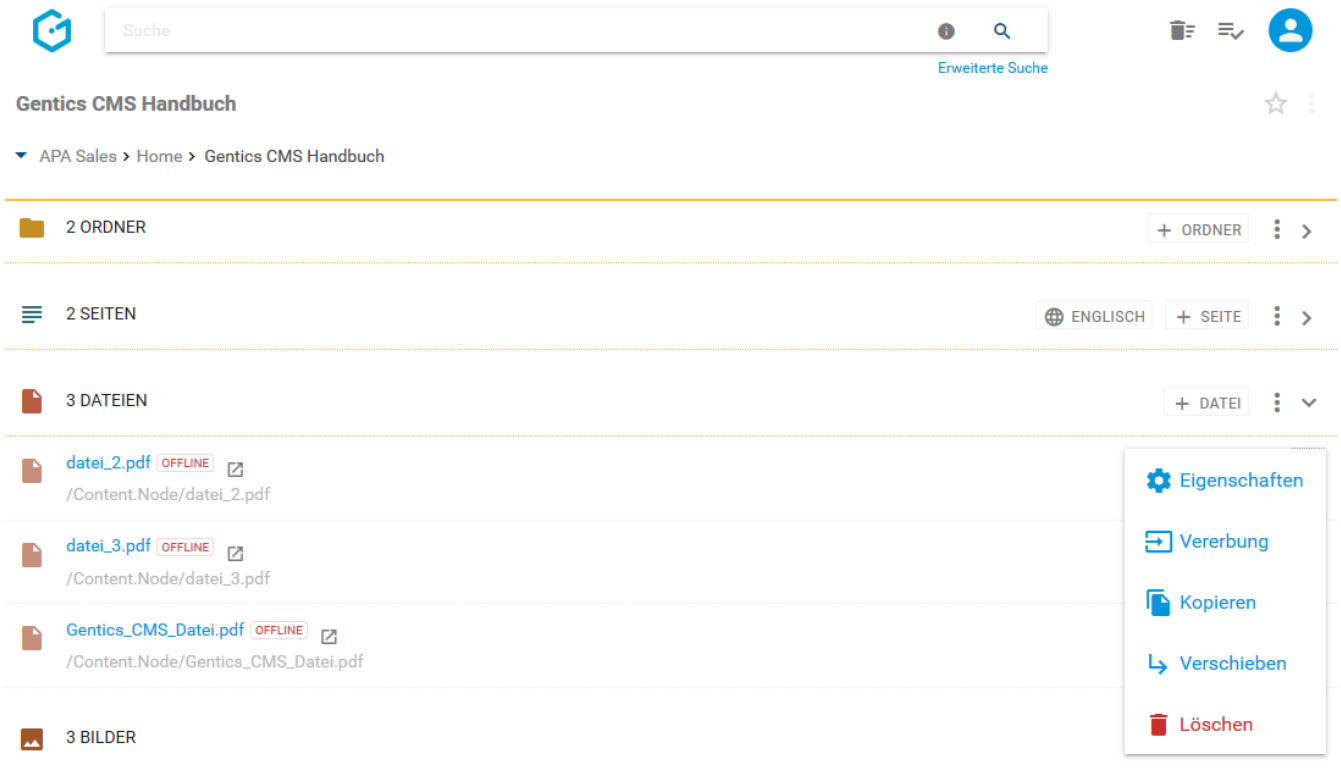 Suche
Erweiterte Suche
Gentics CMS Handbuch
APA Sales > Home > Gentics CMS Handbuch
2 ORDNER + ORDNER
2 SEITEN ENGLISCH + SEITE
3 DATEIEN + DATEI
datei_2.pdf OFFLINE
/Content.Node/datei_2.pdf
datei_3.pdf OFFLINE
/Content.Node/datei_3.pdf
Gentics_CMS_Datei.pdf OFFLINE
/Content.Node/Gentics_CMS_Datei.pdf
3 BILDER
Eigenschaften
Vererbung
Kopieren
Verschieben
Löschen